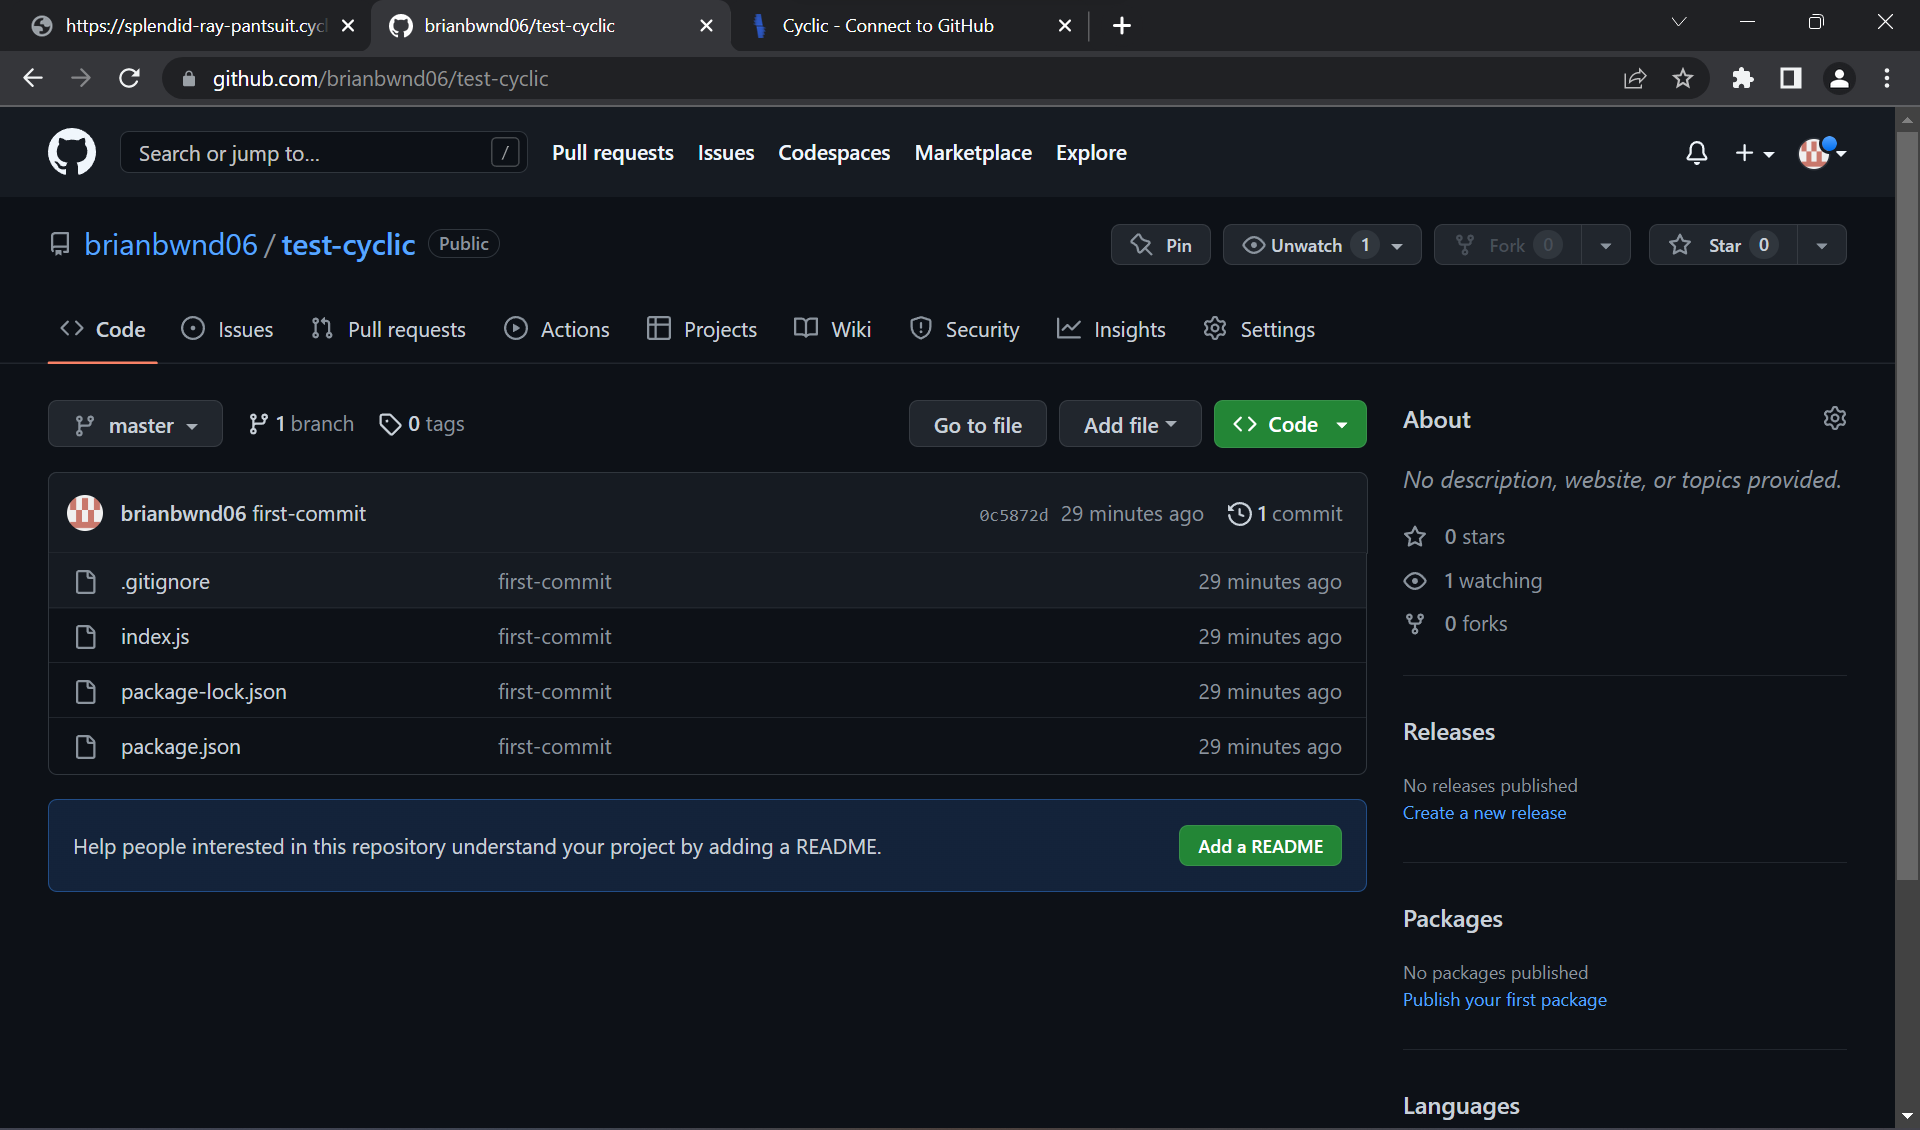 https://splendid-ray-pantsuit.cycl
brianbwnd06/test-cyclic
Cyclic - Connect to GitHub
github.com/brianbwnd06/test-cyclic
Search or jump to...
/
Pull requests
Issues
Codespaces
Marketplace
Explore
brianbwnd06 / test-cyclic
Public
Pin
Unwatch 1
Fork 0
Star 0
Code
Issues
Pull requests
Actions
Projects
Wiki
Security
Insights
Settings
master
1 branch
0 tags
Go to file
Add file
Code
brianbwnd06 first-commit
0c5872d 29 minutes ago
1 commit
.gitignore first-commit 29 minutes ago
index.js first-commit 29 minutes ago
package-lock.json first-commit 29 minutes ago
package.json first-commit 29 minutes ago
Help people interested in this repository understand your project by adding a README.
Add a README
About
No description, website, or topics provided.
0 stars
1 watching
0 forks
Releases
No releases published
Create a new release
Packages
No packages published
Publish your first package
Languages